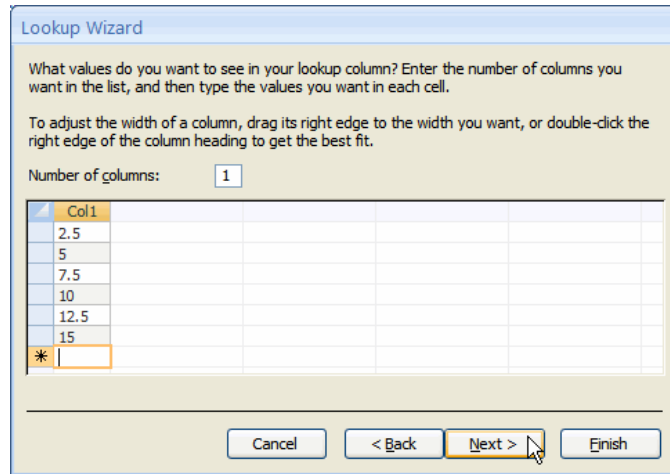 Lookup Wizard
What values do you want to see in your lookup column? Enter the number of columns you
want in the list, and then type the values you want in each cell.
To adjust the width of a column, drag its right edge to the width you want, or double-click the
right edge of the column heading to get the best fit.
Number of columns: 1
Col1
2.5
5
7.5
10
12.5
15
Cancel < Back Next > Finish